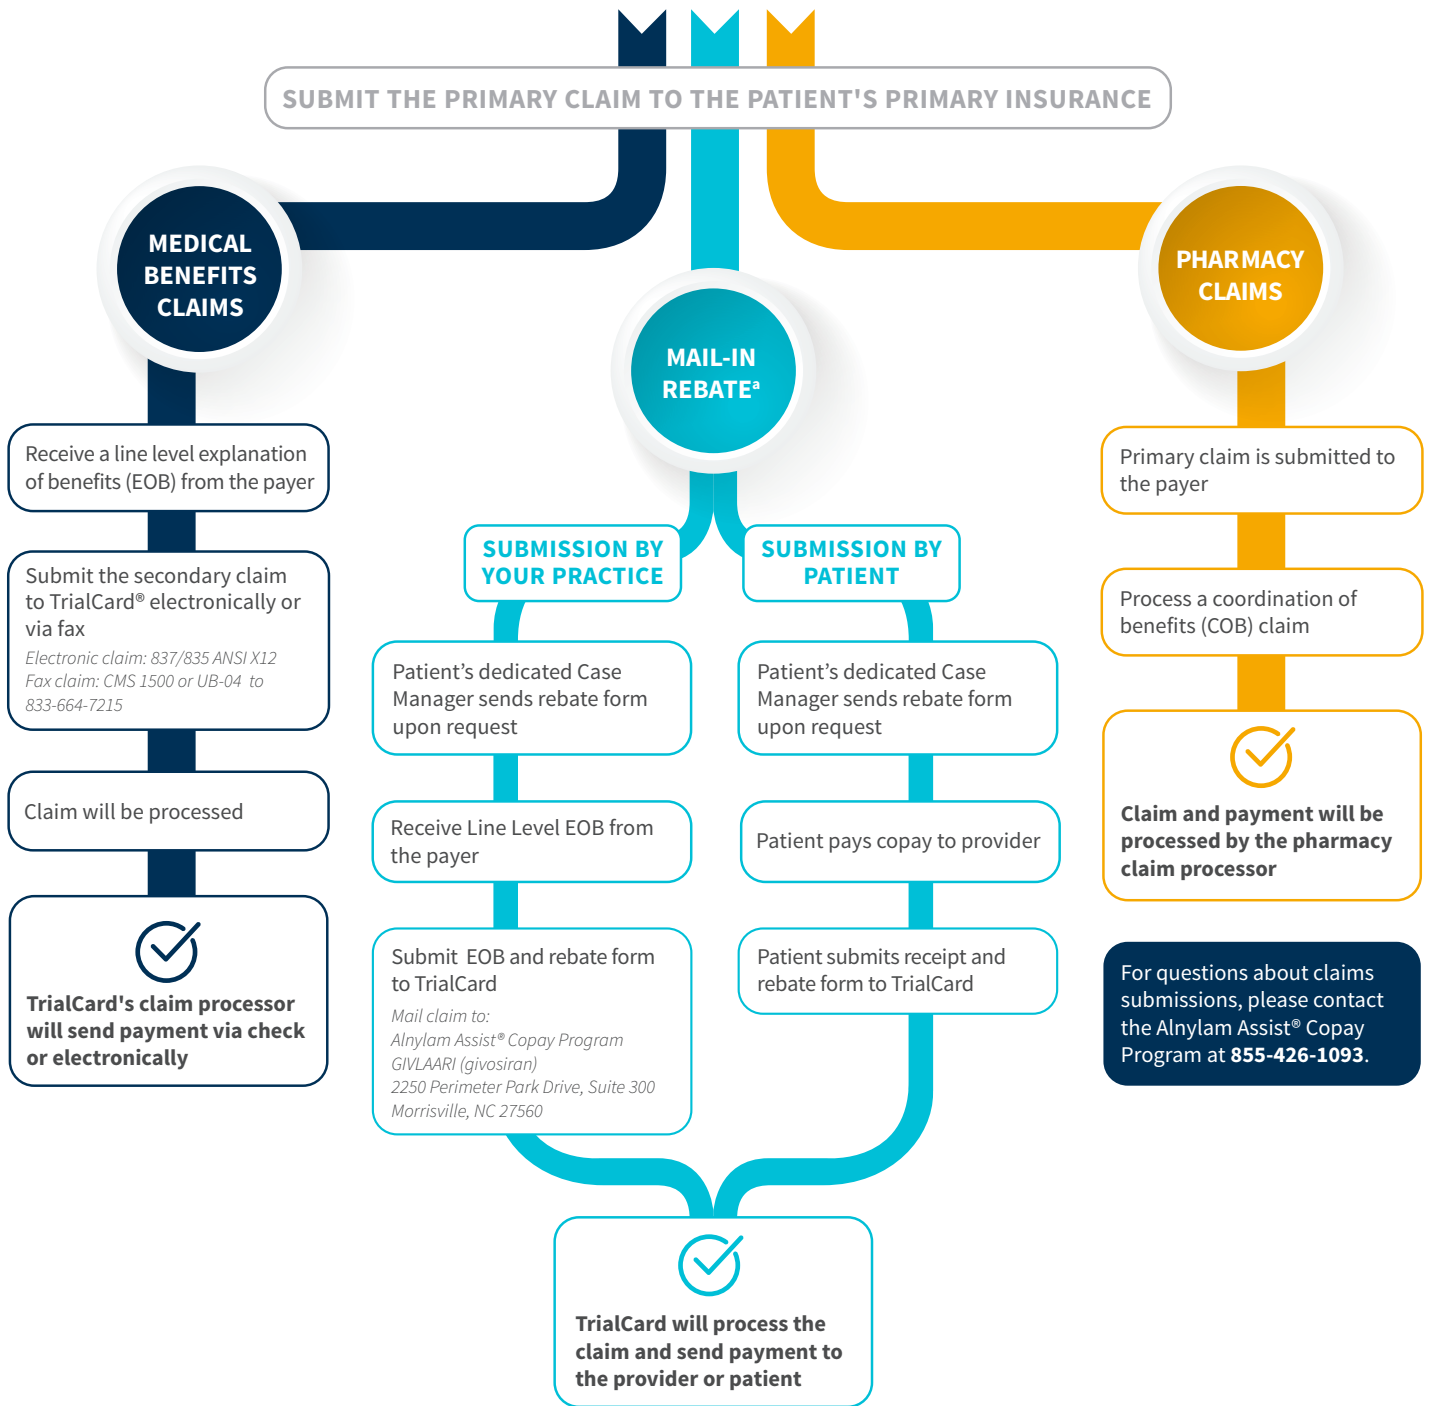 SUBMIT THE PRIMARY CLAIM TO THE PATIENT'S PRIMARY INSURANCE
MEDICAL
BENEFITS
CLAIMS
Receive a line level explanation
of benefits (EOB) from the payer
Submit the secondary claim
to TrialCard® electronically or
via fax
Electronic claim: 837/835 ANSI X12
Fax claim: CMS 1500 or UB-04 to
833-664-7215
Claim will be processed
TrialCard's claim processor
will send payment via check
or electronically
MAIL-IN
REBATEᵃ
SUBMISSION BY
YOUR PRACTICE
Patient’s dedicated Case
Manager sends rebate form
upon request
Receive Line Level EOB from
the payer
Submit EOB and rebate form
to TrialCard
Mail claim to:
Alnylam Assist® Copay Program
GIVLAARI (givosiran)
2250 Perimeter Park Drive, Suite 300
Morrisville, NC 27560
SUBMISSION BY
PATIENT
Patient’s dedicated Case
Manager sends rebate form
upon request
Patient pays copay to provider
Patient submits receipt and
rebate form to TrialCard
TrialCard will process the
claim and send payment to
the provider or patient
PHARMACY
CLAIMS
Primary claim is submitted to
the payer
Process a coordination of
benefits (COB) claim
Claim and payment will be
processed by the pharmacy
claim processor
For questions about claims
submissions, please contact
the Alnylam Assist® Copay
Program at 855-426-1093.